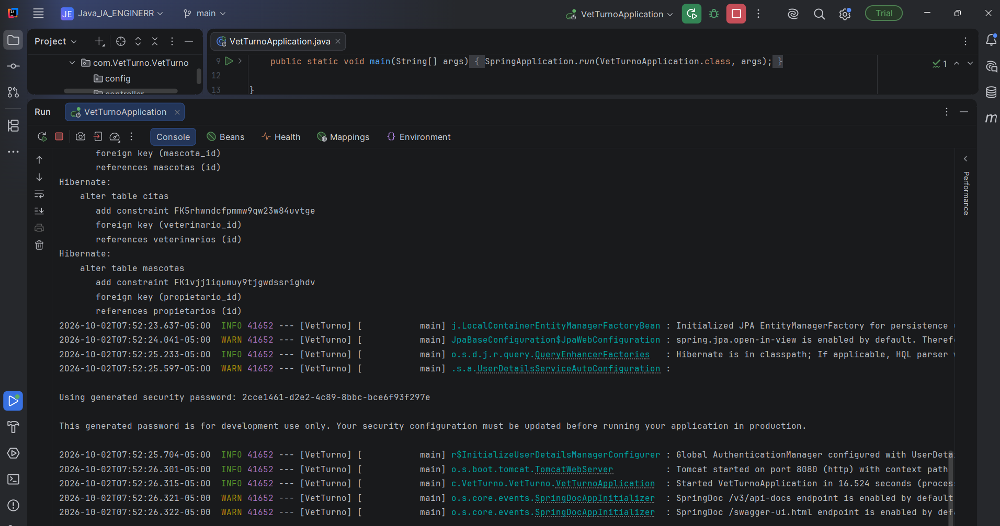 JE Java_IA_ENGINERR main VetTurnoApplication Trial
Project
com.VetTurno.VetTurno
config
VetTurnoApplication.java
9 public static void main(String[] args) { SpringApplication.run(VetTurnoApplication.class, args); }
12
13 }
1
Run VetTurnoApplication
Console Beans Health Mappings Environment
Performance
foreign key (mascota_id)
references mascotas (id)
Hibernate:
alter table citas
add constraint FK5rhwndcfpmmw9qw23w84uvtge
foreign key (veterinario_id)
references veterinarios (id)
Hibernate:
alter table mascotas
add constraint FK1vjj1iqumuy9tjgwdssrighdv
foreign key (propietario_id)
references propietarios (id)
2026-10-02T07:52:23.637-05:00 INFO 41652 --- [VetTurno] [ main] j.LocalContainerEntityManagerFactoryBean : Initialized JPA EntityManagerFactory for persistence
2026-10-02T07:52:24.041-05:00 WARN 41652 --- [VetTurno] [ main] JpaBaseConfiguration$JpaWebConfiguration : spring.jpa.open-in-view is enabled by default. Theref
2026-10-02T07:52:25.233-05:00 INFO 41652 --- [VetTurno] [ main] o.s.d.j.r.query.QueryEnhancerFactories : Hibernate is in classpath; If applicable, HQL parser
2026-10-02T07:52:25.597-05:00 WARN 41652 --- [VetTurno] [ main] .s.a.UserDetailsServiceAutoConfiguration :
Using generated security password: 2cce1461-d2e2-4c89-8bbc-bce6f93f297e
This generated password is for development use only. Your security configuration must be updated before running your application in production.
2026-10-02T07:52:25.704-05:00 INFO 41652 --- [VetTurno] [ main] r$InitializeUserDetailsManagerConfigurer : Global AuthenticationManager configured with UserDeta
2026-10-02T07:52:26.301-05:00 INFO 41652 --- [VetTurno] [ main] o.s.boot.tomcat.TomcatWebServer : Tomcat started on port 8080 (http) with context path
2026-10-02T07:52:26.315-05:00 INFO 41652 --- [VetTurno] [ main] c.VetTurno.VetTurno.VetTurnoApplication : Started VetTurnoApplication in 16.524 seconds (proces
2026-10-02T07:52:26.321-05:00 WARN 41652 --- [VetTurno] [ main] o.s.core.events.SpringDocAppInitializer : SpringDoc /v3/api-docs endpoint is enabled by default
2026-10-02T07:52:26.322-05:00 WARN 41652 --- [VetTurno] [ main] o.s.core.events.SpringDocAppInitializer : SpringDoc /swagger-ui.html endpoint is enabled by def